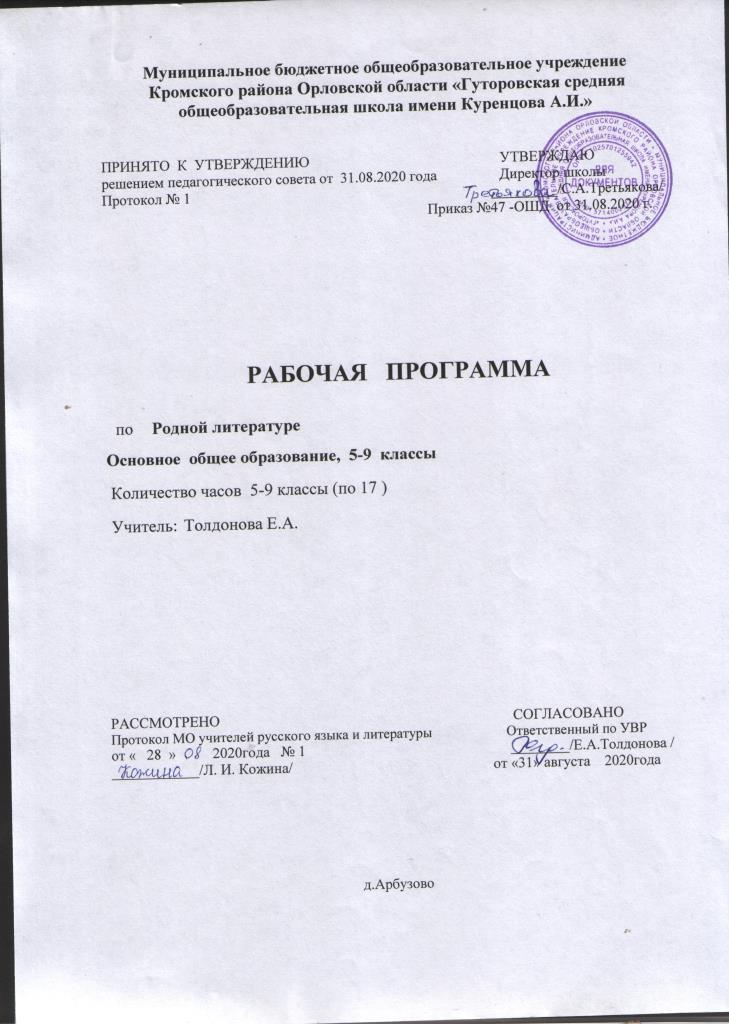 Муниципальное бюджетное общеобразовательное учреждение
Кромского района Орловской области «Гуторовская средняя
общеобразовательная школа имени Куренцова А.И.»
ПРИНЯТО К УТВЕРЖДЕНИЮ
решением педагогического совета от 31.08.2020 года
Протокол № 1
УТВЕРЖДАЮ
Директор школы
Третьякова /С.А.Третьякова/
Приказ №47 -ОШД- от 31.08.2020 г.
ДЛЯ
ДОКУМЕНТОВ
РАБОЧАЯ ПРОГРАММА
по Родной литературе
Основное общее образование, 5-9 классы
Количество часов 5-9 классы (по 17 )
Учитель: Толдонова Е.А.
РАССМОТРЕНО
Протокол МО учителей русского языка и литературы
от « 28 » 08 2020года № 1
Кожина /Л. И. Кожина/
СОГЛАСОВАНО
Ответственный по УВР
/Е.А.Толдонова /
от «31» августа 2020года
д.Арбузово